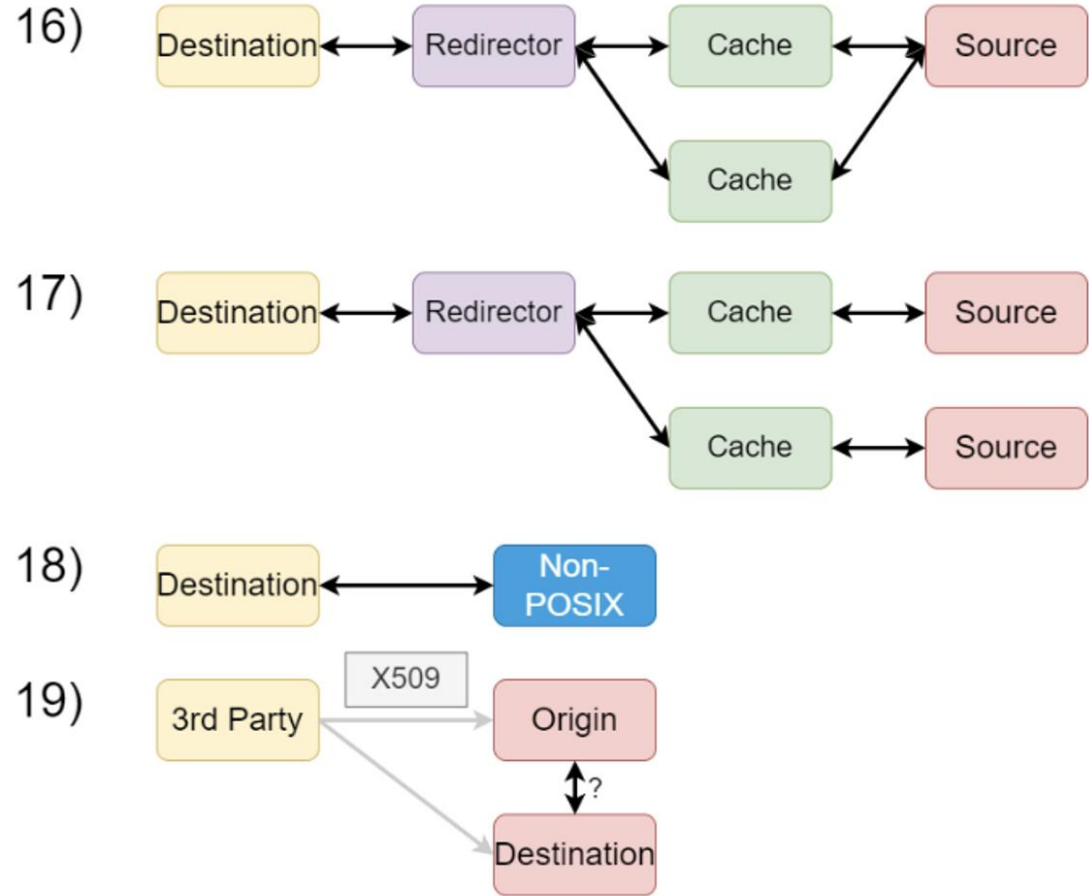 16)
Destination
Redirector
Cache
Source
Cache
17)
Destination
Redirector
Cache
Source
Cache
Source
18)
Destination
Non-
POSIX
19)
X509
3rd Party
Origin
?
Destination